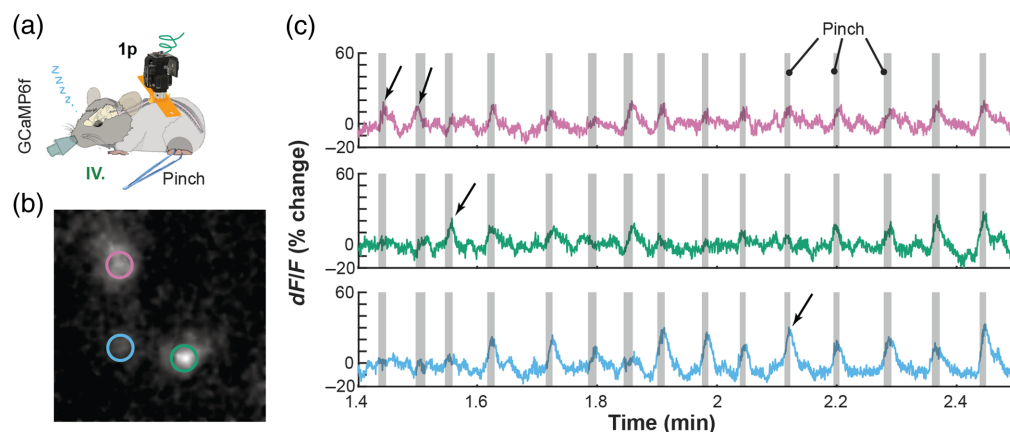 (a)
1p
GCaMP6f
z z z z z
IV.
Pinch
(b)
(c)
Pinch
60
0
–20
60
0
–20
60
0
–20
dF/F (% change)
1.4 1.6 1.8 2 2.2 2.4
Time (min)